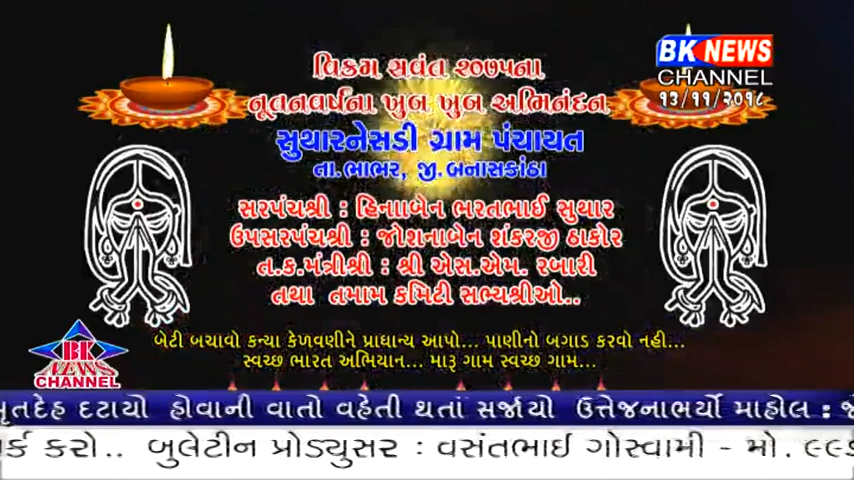 BK NEWS
CHANNEL
૧૩/૧૧/૨૦૧૮
વિક્રમ સવંત ૨૦૭૫ના
નૂતનવર્ષના ખુબ ખુબ અભિનંદન
સુથારનેસડી ગ્રામ પંચાયત
તા.ભાભર, જી.બનાસકાંઠા
સરપંચશ્રી : હિનાાબેન ભરતભાઈ સુથાર
ઉપસરપંચશ્રી : જોશનાબેન શંકરજી ઠાકોર
ત.ક.મંત્રીશ્રી : શ્રી એસ.એમ. રબારી
તથા તમામ કમિટી સભ્યશ્રીઓ..
બેટી બચાવો કન્યા કેળવણીને પ્રાધાન્ય આપો... પાણીનો બગાડ કરવો નહી...
સ્વચ્છ ભારત અભિયાન... મારૂ ગામ સ્વચ્છ ગામ...
BK
NEWS
CHANNEL
મૃતદેહ દટાયો હોવાની વાતો વહેતી થતાં સર્જાયો ઉત્તેજનાભર્યો માહોલ :
ર્ક કરો.. બુલેટીન પ્રોડ્યુસર : વસંતભાઈ ગોસ્વામી - મો. ૯૯